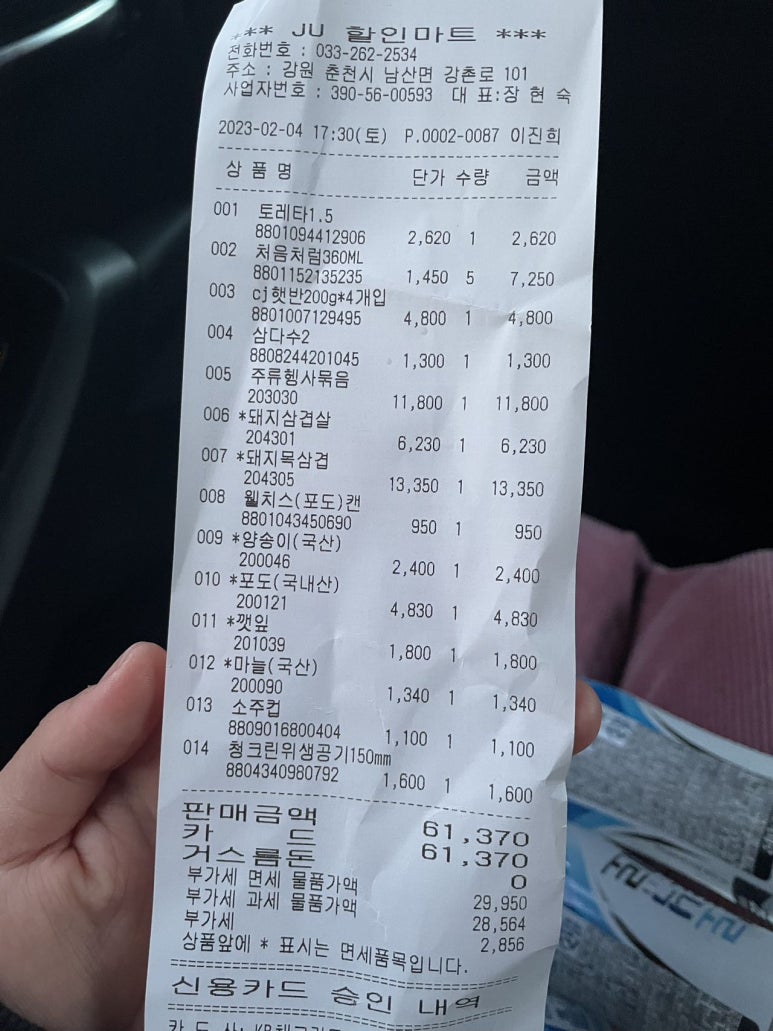 *** JU 할인마트 ***
전화번호 : 033-262-2534
주소 : 강원 춘천시 남산면 강촌로 101
사업자번호 : 390-56-00593 대 표:장 현 숙
2023-02-04 17:30(토) P.0002-0087 이진희
상 품 명 단가 수량 금액
001 토레타1.5
8801094412906 2,620 1 2,620
002 처음처럼360ML
8801152135235 1,450 5 7,250
003 cj햇반200g*4개입
8801007129495 4,800 1 4,800
004 삼다수2
8808244201045 1,300 1 1,300
005 주류행사묶음
203030 11,800 1 11,800
006 *돼지삼겹살
204301 6,230 1 6,230
007 *돼지목삼겹
204305 13,350 1 13,350
008 웰치스(포도)캔
8801043450690 950 1 950
009 *양송이(국산)
200046 2,400 1 2,400
010 *포도(국내산)
200121 4,830 1 4,830
011 *깻잎
201039 1,800 1 1,800
012 *마늘(국산)
200090 1,340 1 1,340
013 소주컵
8809016800404 1,100 1 1,100
014 청크린위생공기150mm
8804340980792 1,600 1 1,600
판매금액 61,370
카 드 61,370
거스름돈 0
부가세 면세 물품가액 29,950
부가세 과세 물품가액 28,564
부가세 2,856
상품앞에 * 표시는 면세품목입니다.
신용카드 승인 내역
카 드 사: